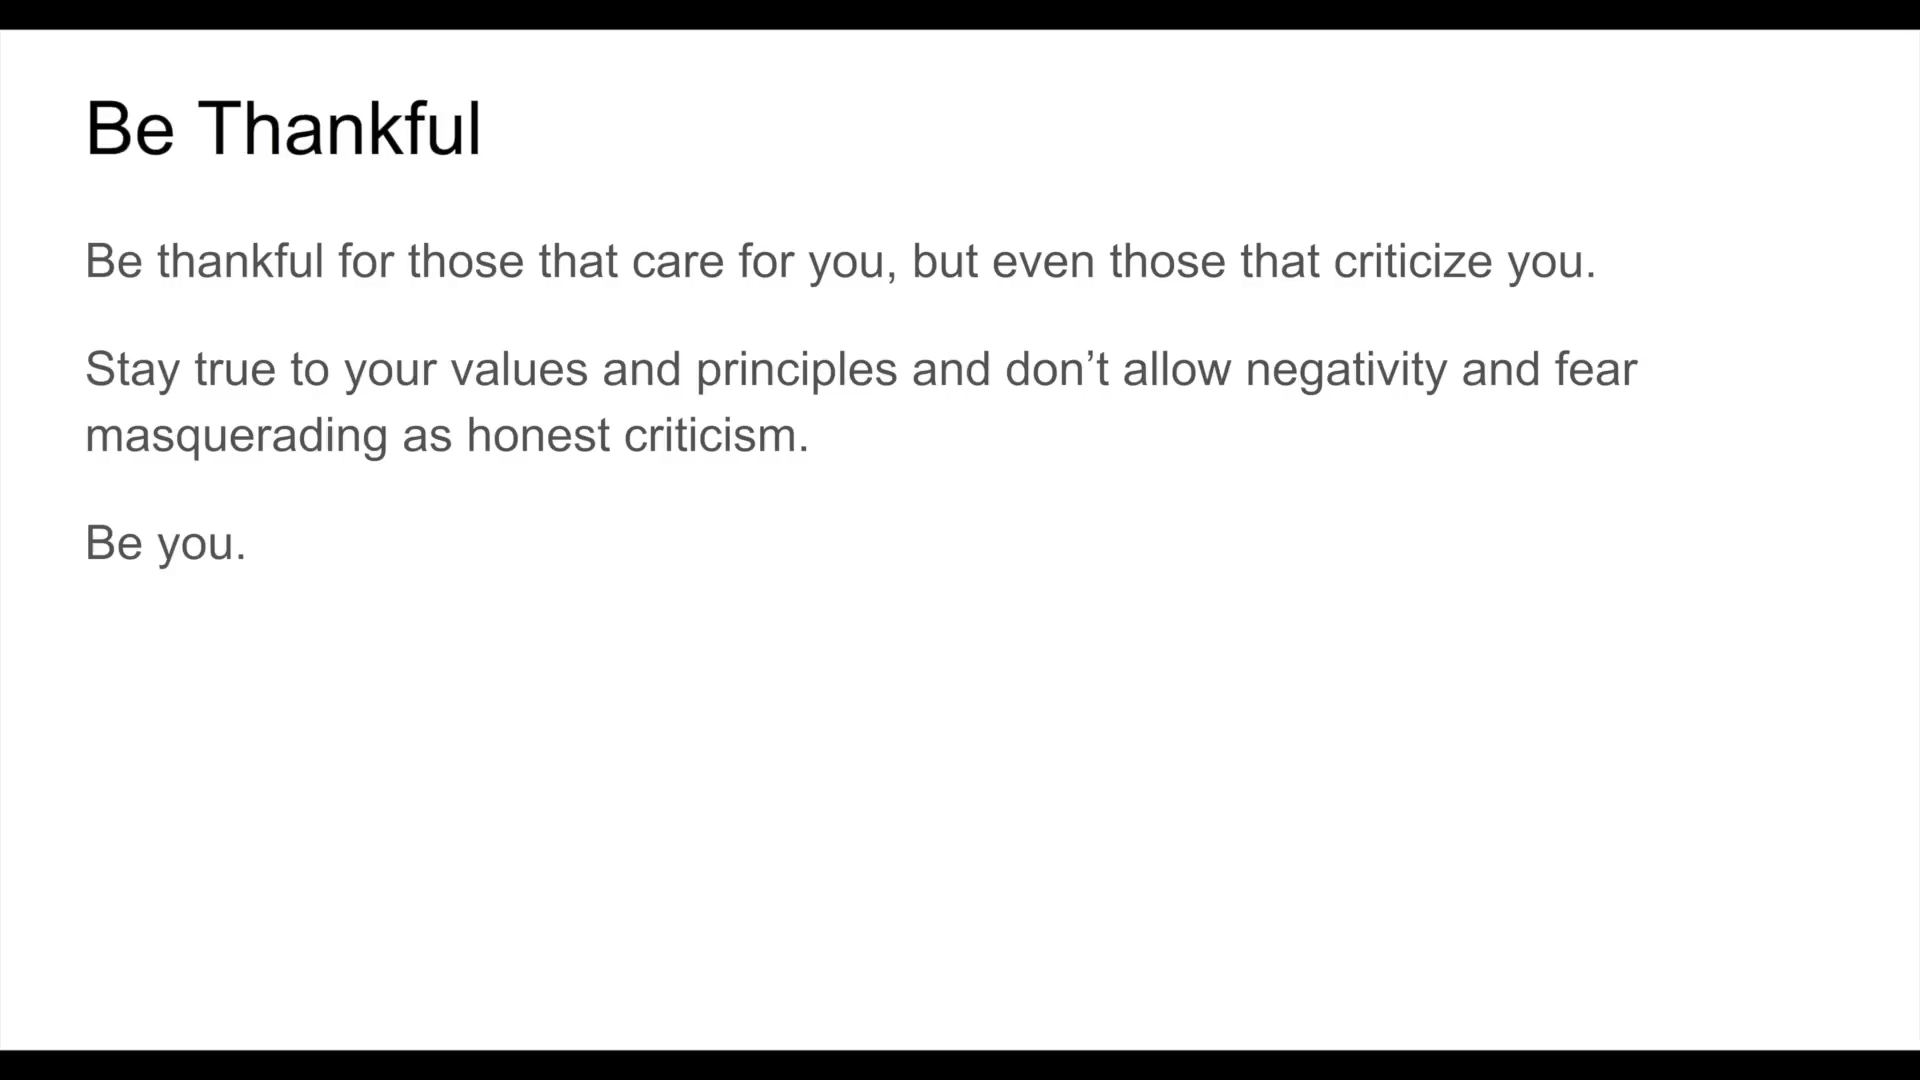 Be Thankful
Be thankful for those that care for you, but even those that criticize you.
Stay true to your values and principles and don’t allow negativity and fear
masquerading as honest criticism.
Be you.